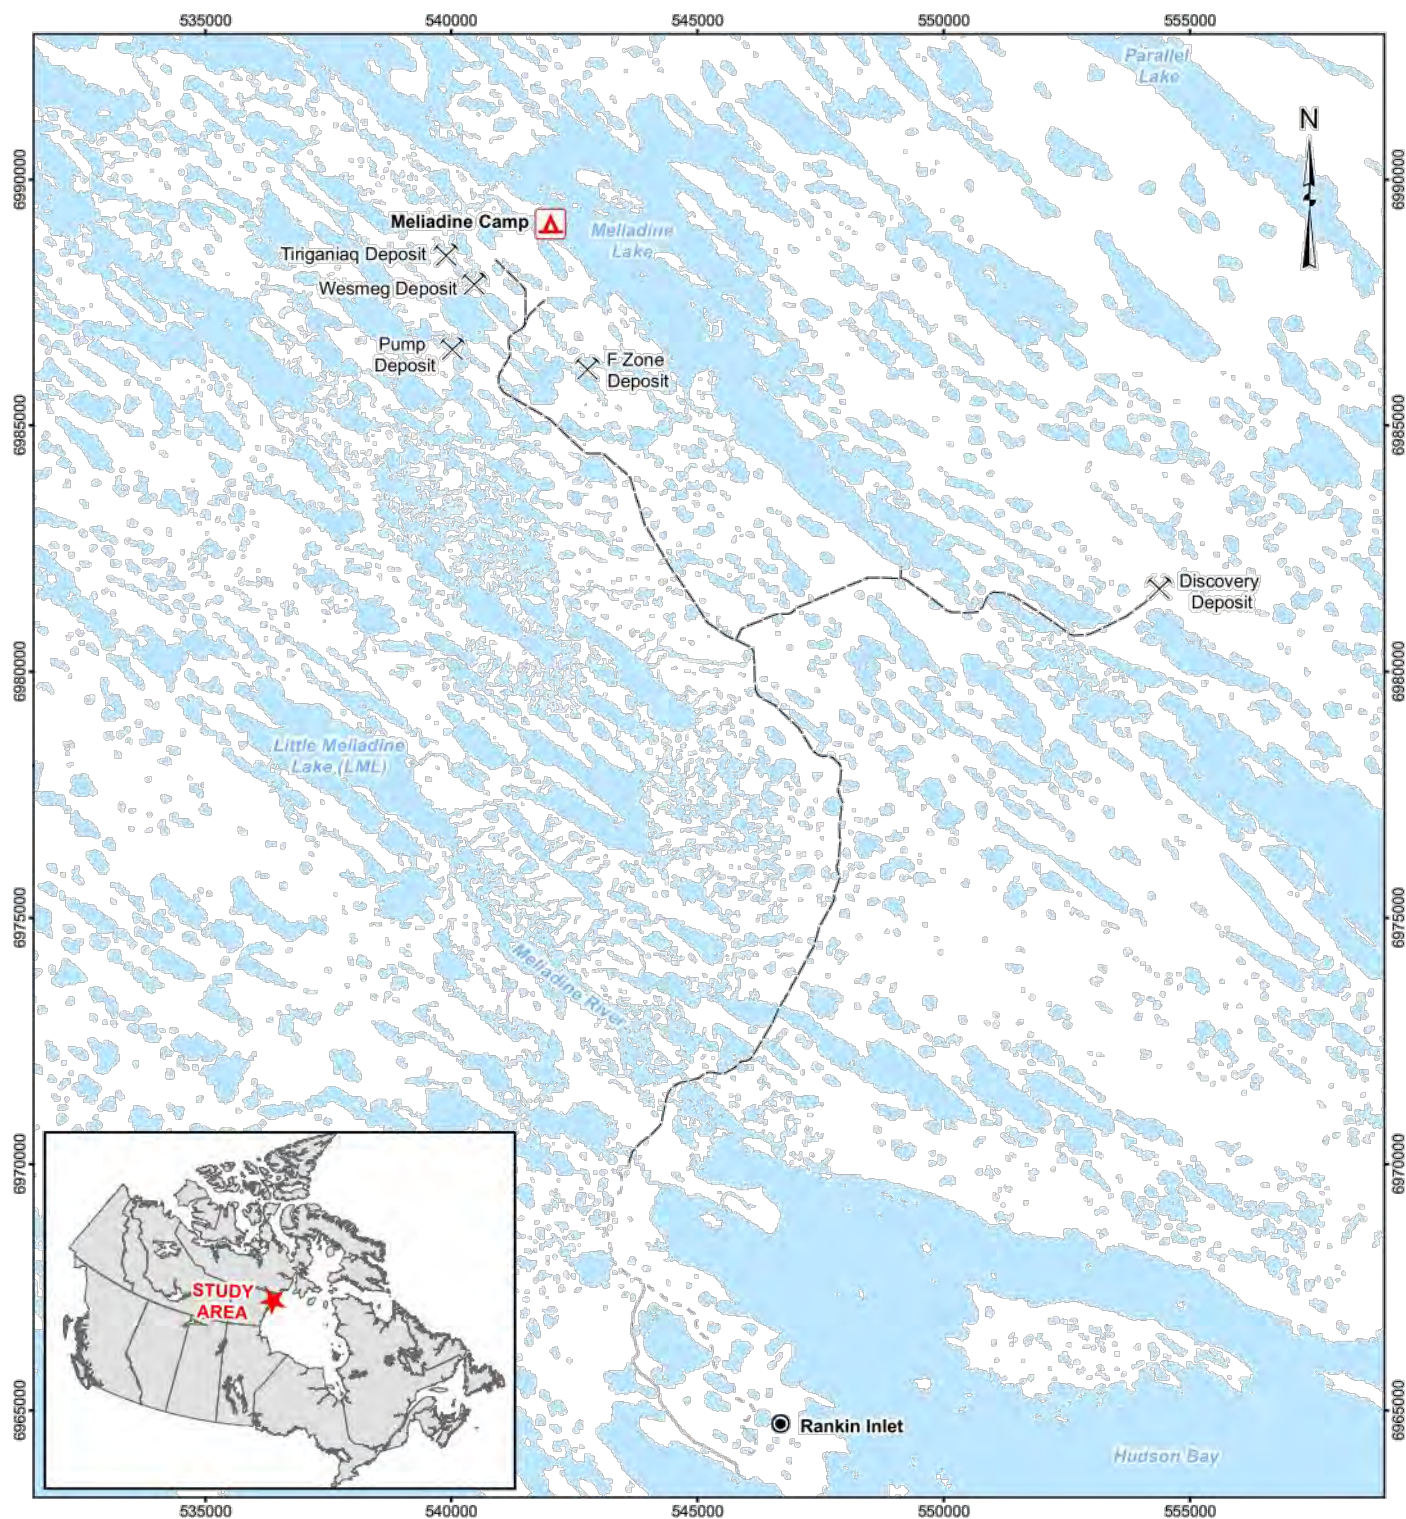 535000
540000
545000
550000
555000
Parallel
Lake
N
6990000
6990000
Meliadine Camp
Meliadine
Lake
Tiriganiaq Deposit
Wesmeg Deposit
Pump
Deposit
F Zone
Deposit
6985000
6985000
Discovery
Deposit
6980000
6980000
Little Meliadine
Lake (LML)
6975000
6975000
Meliadine River
6970000
6970000
STUDY
AREA
6965000
6965000
Rankin Inlet
Hudson Bay
535000
540000
545000
550000
555000